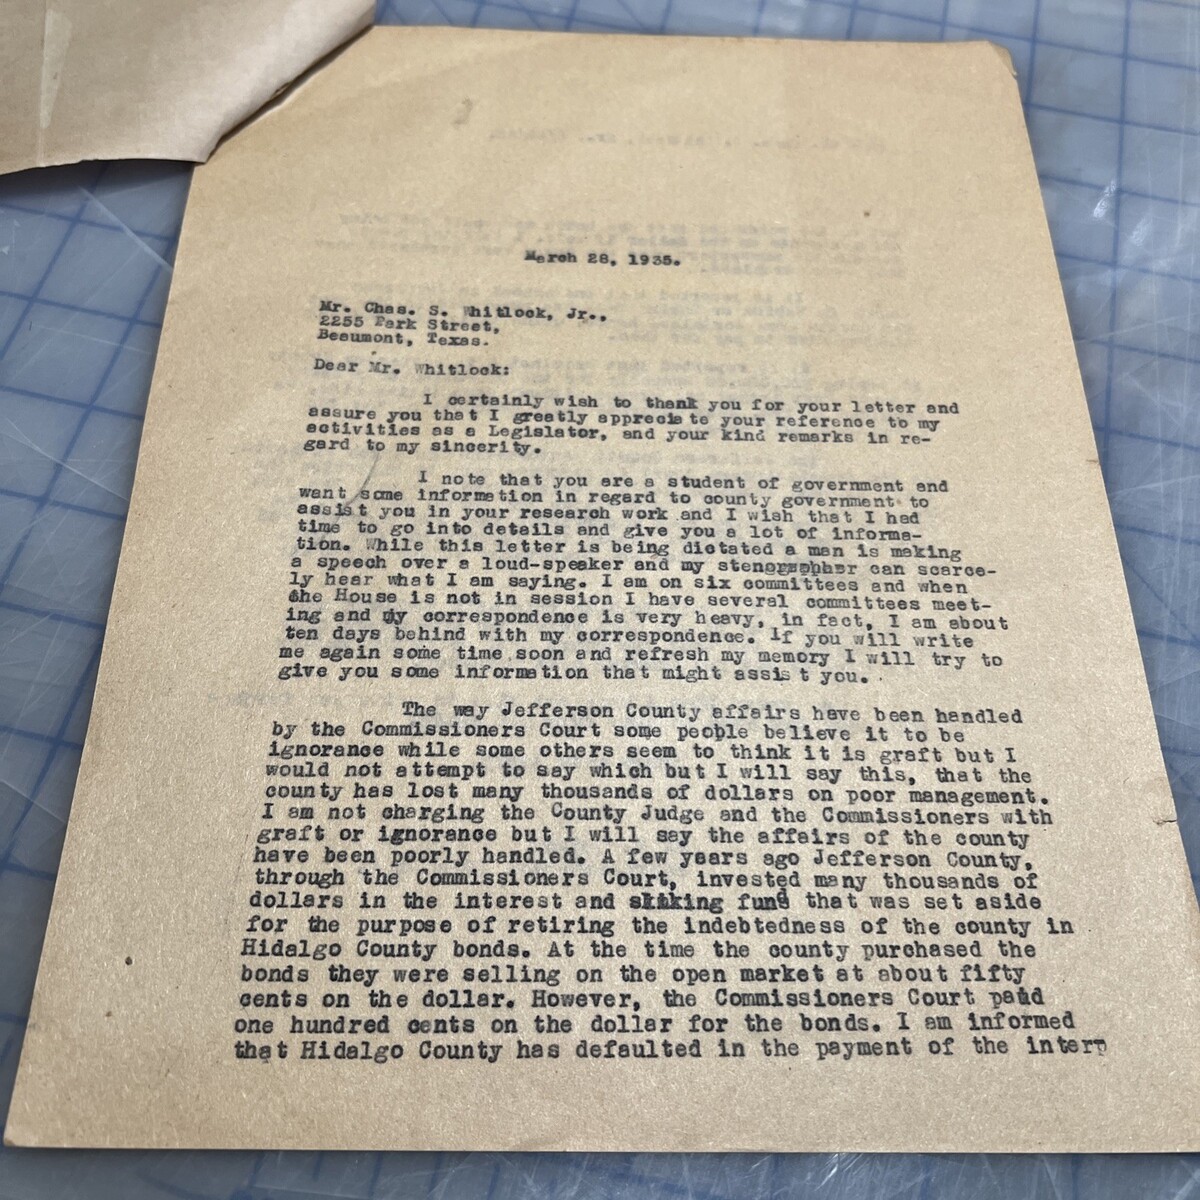 March 28, 1935.
Mr. Chas. S. Whitlock, Jr.,
2255 Park Street,
Beaumont, Texas.
Dear Mr. Whitlock:
I certainly wish to thank you for your letter and
assure you that I greatly appreciate your reference to my
activities as a Legislator, and your kind remarks in re-
gard to my sincerity.
I note that you are a student of government and
want some information in regard to county government to
assist you in your research work and I wish that I had
time to go into details and give you a lot of informa-
tion. While this letter is being dictated a man is making
a speech over a loud-speaker and my stenographer can scarce-
ly hear what I am saying. I am on six committees and when
the House is not in session I have several committees meet-
ing and my correspondence is very heavy, in fact, I am about
ten days behind with my correspondence. If you will write
me again some time soon and refresh my memory I will try to
give you some information that might assist you.
The way Jefferson County affairs have been handled
by the Commissioners Court some people believe it to be
ignorance while some others seem to think it is graft but I
would not attempt to say which but I will say this, that the
county has lost many thousands of dollars on poor management.
I am not charging the County Judge and the Commissioners with
graft or ignorance but I will say the affairs of the county
have been poorly handled. A few years ago Jefferson County,
through the Commissioners Court, invested many thousands of
dollars in the interest and sinking fund that was set aside
for the purpose of retiring the indebtedness of the county in
Hidalgo County bonds. At the time the county purchased the
bonds they were selling on the open market at about fifty
cents on the dollar. However, the Commissioners Court paid
one hundred cents on the dollar for the bonds. I am informed
that Hidalgo County has defaulted in the payment of the inter